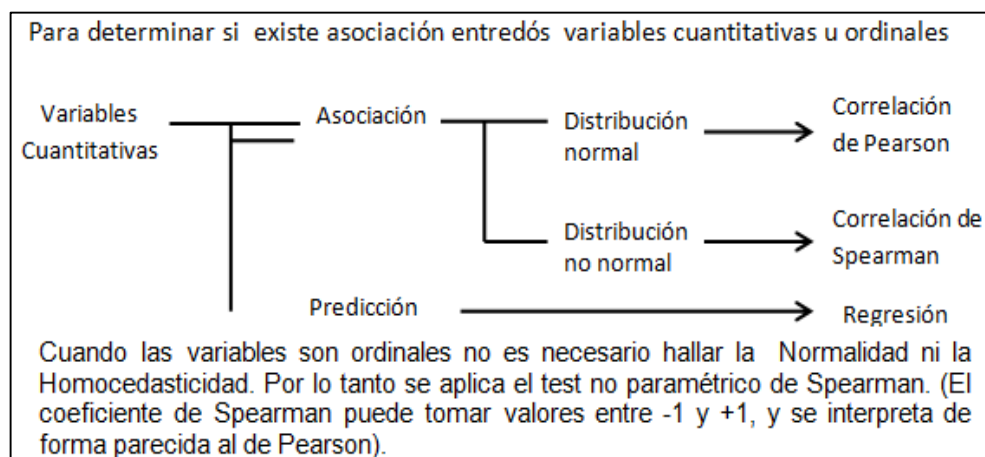 Para determinar si existe asociación entredós variables cuantitativas u ordinales
Variables
Cuantitativas
Asociación
Distribución
normal
Correlación
de Pearson
Distribución
no normal
Correlación de
Spearman
Predicción
Regresión
Cuando las variables son ordinales no es necesario hallar la Normalidad ni la
Homocedasticidad. Por lo tanto se aplica el test no paramétrico de Spearman. (El
coeficiente de Spearman puede tomar valores entre -1 y +1, y se interpreta de
forma parecida al de Pearson).